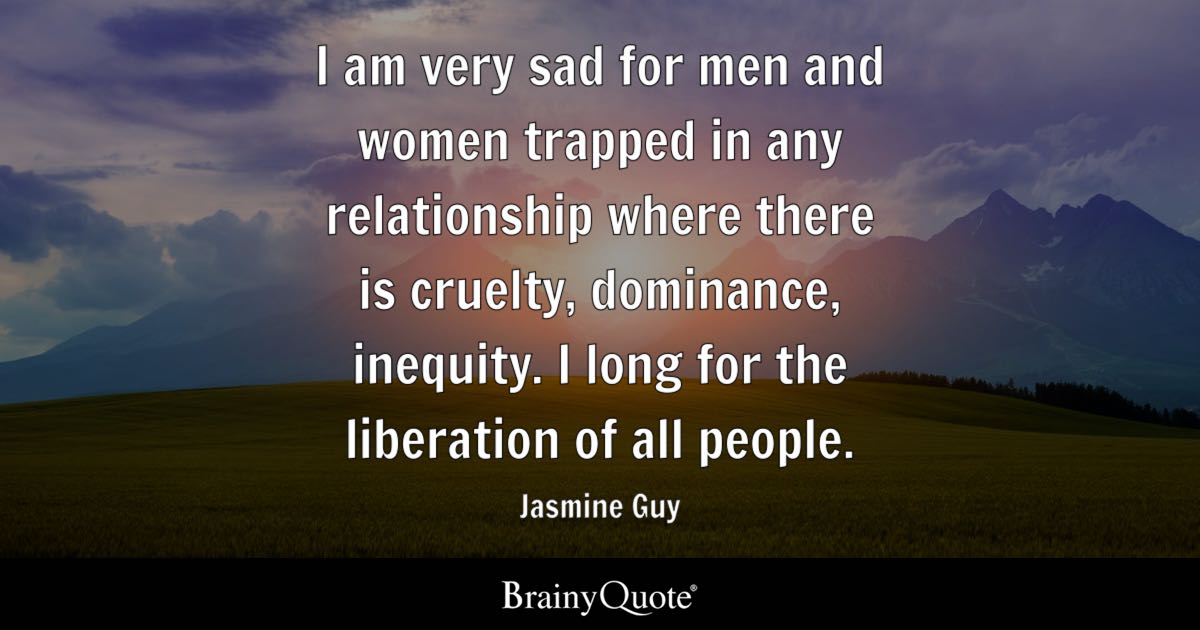 I am very sad for men and
women trapped in any
relationship where there
is cruelty, dominance,
inequity. I long for the
liberation of all people.
Jasmine Guy
BrainyQuote®